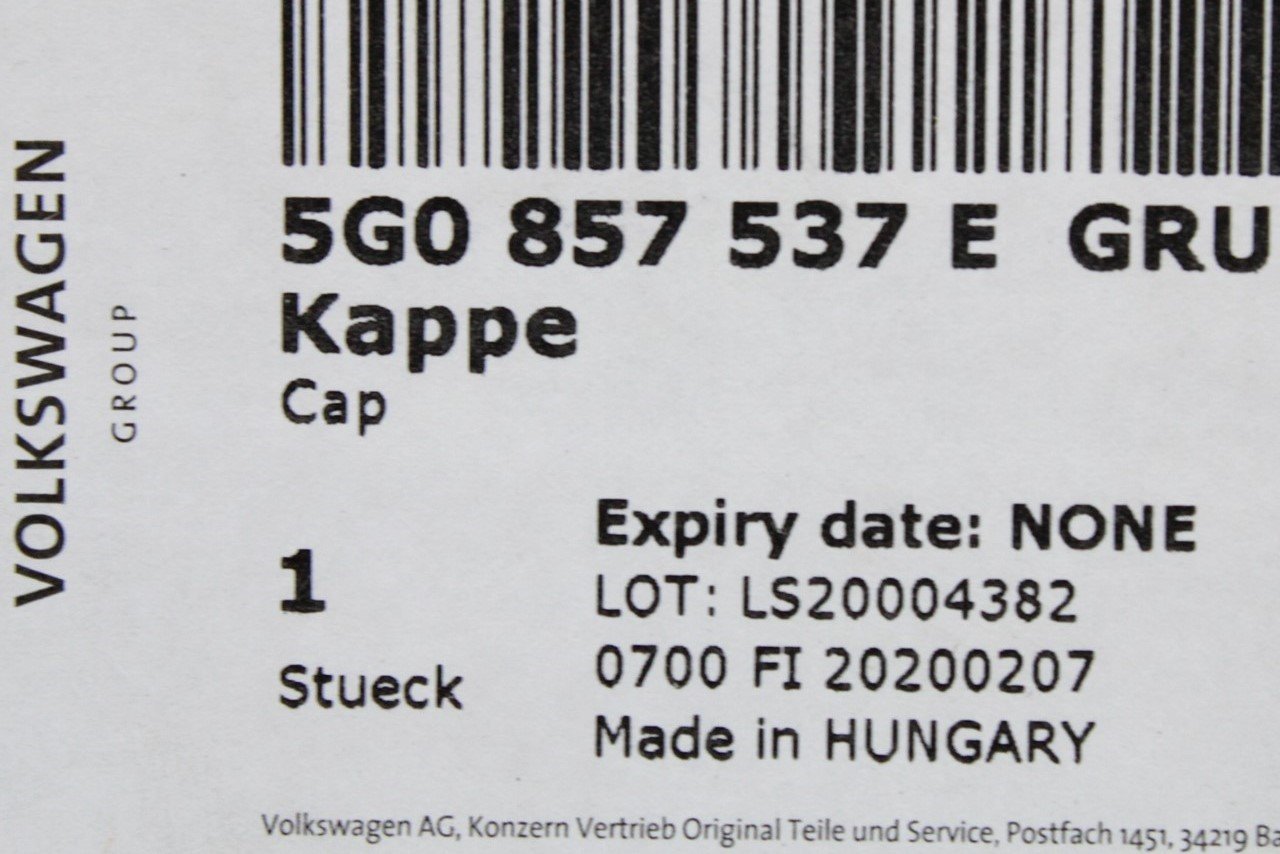 VOLKSWAGEN
GROUP
5G0 857 537 E GRU
Kappe
Cap
1
Stueck
Expiry date: NONE
LOT: LS20004382
0700 FI 20200207
Made in HUNGARY
Volkswagen AG, Konzern Vertrieb Original Teile und Service, Postfach 1451, 34219 Ba